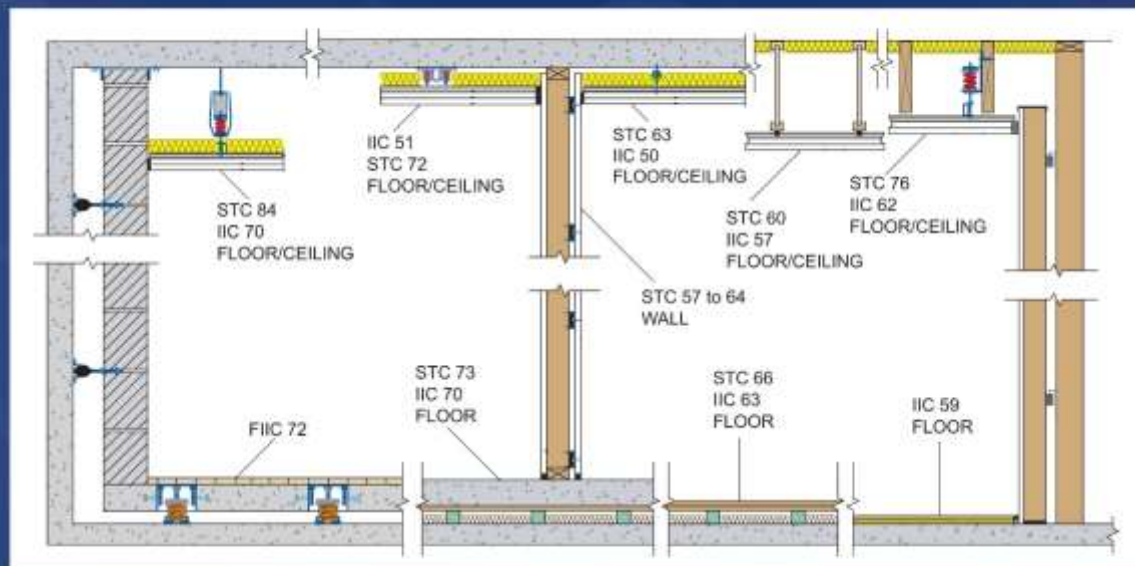 IIC 51
STC 72
FLOOR/CEILING
STC 63
IIC 50
FLOOR/CEILING
STC 84
IIC 70
FLOOR/CEILING
STC 60
IIC 57
FLOOR/CEILING
STC 76
IIC 62
FLOOR/CEILING
STC 57 to 64
WALL
STC 73
IIC 70
FLOOR
STC 66
IIC 63
FLOOR
IIC 59
FLOOR
FIIC 72